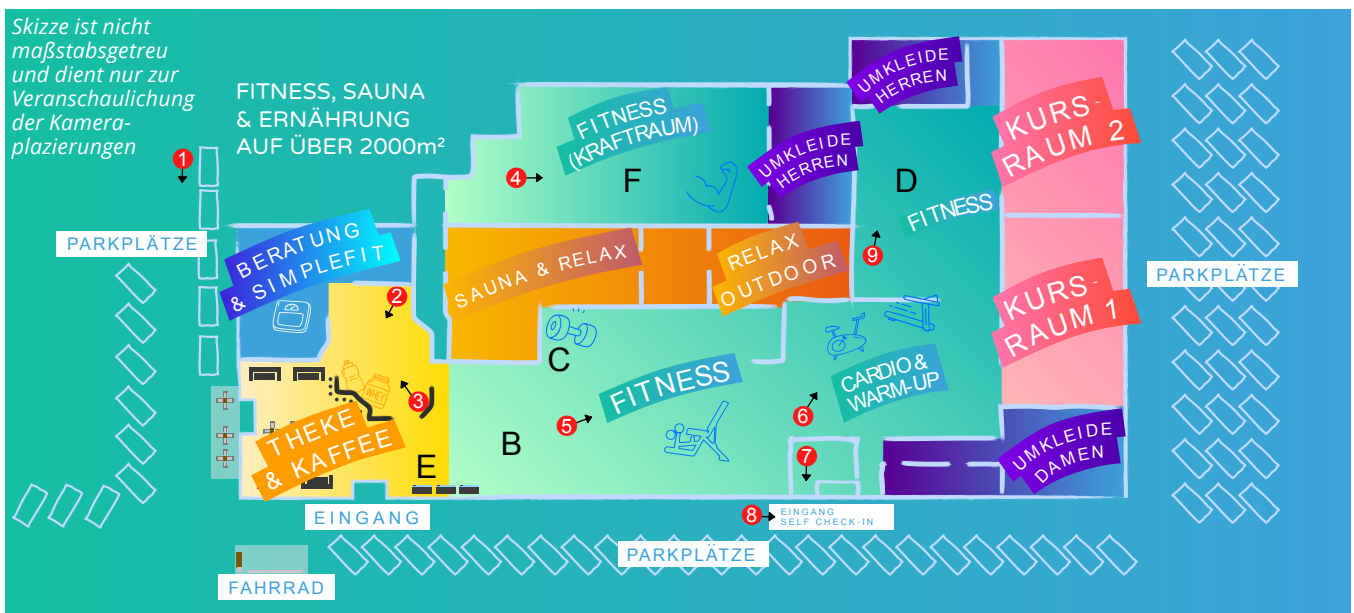 Skizze ist nicht
maßstabsgetreu
und dient nur zur
Veranschaulichung
der Kamera-
plazierungen
FITNESS, SAUNA
& ERNÄHRUNG
AUF ÜBER 2000m²
1
PARKPLÄTZE
BERATUNG
& SIMPLEFIT
2
WHEY
3
THEKE
& KAFFEE
E
EINGANG
FAHRRAD
4
FITNESS
(KRAFTRAUM)
F
UMKLEIDE
HERREN
UMKLEIDE
HERREN
D
FITNESS
9
KURS-
RAUM 2
KURS-
RAUM 1
SAUNA & RELAX
RELAX
OUTDOOR
C
B
5
FITNESS
6
CARDIO &
WARM-UP
7
UMKLEIDE
DAMEN
8
EINGANG
SELF CHECK-IN
PARKPLÄTZE
PARKPLÄTZE